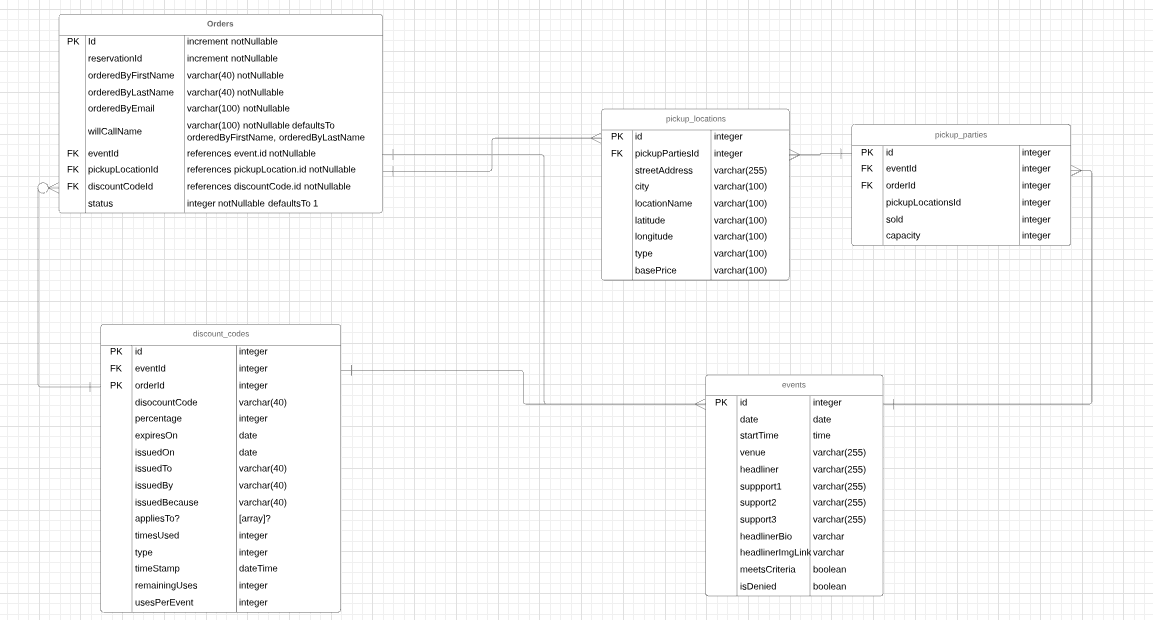 Orders
PK Id increment notNullable
reservationId increment notNullable
orderedByFirstName varchar(40) notNullable
orderedByLastName varchar(40) notNullable
orderedByEmail varchar(100) notNullable
willCallName varchar(100) notNullable defaultsTo
orderedByFirstName, orderedByLastName
FK eventId references event.id notNullable
FK pickupLocationId references pickupLocation.id notNullable
FK discountCodeId references discountCode.id notNullable
status integer notNullable defaultsTo 1
pickup_locations
PK id integer
FK pickupPartiesId integer
streetAddress varchar(255)
city varchar(100)
locationName varchar(100)
latitude varchar(100)
longitude varchar(100)
type varchar(100)
basePrice varchar(100)
pickup_parties
PK id integer
FK eventId integer
FK orderId integer
pickupLocationsId integer
sold integer
capacity integer
discount_codes
PK id integer
FK eventId integer
PK orderId integer
disocountCode varchar(40)
percentage integer
expiresOn date
issuedOn date
issuedTo varchar(40)
issuedBy varchar(40)
issuedBecause varchar(40)
appliesTo? [array]?
timesUsed integer
type integer
timeStamp dateTime
remainingUses integer
usesPerEvent integer
events
PK id integer
date date
startTime time
venue varchar(255)
headliner varchar(255)
suppport1 varchar(255)
support2 varchar(255)
support3 varchar(255)
headlinerBio varchar
headlinerImgLink varchar
meetsCriteria boolean
isDenied boolean